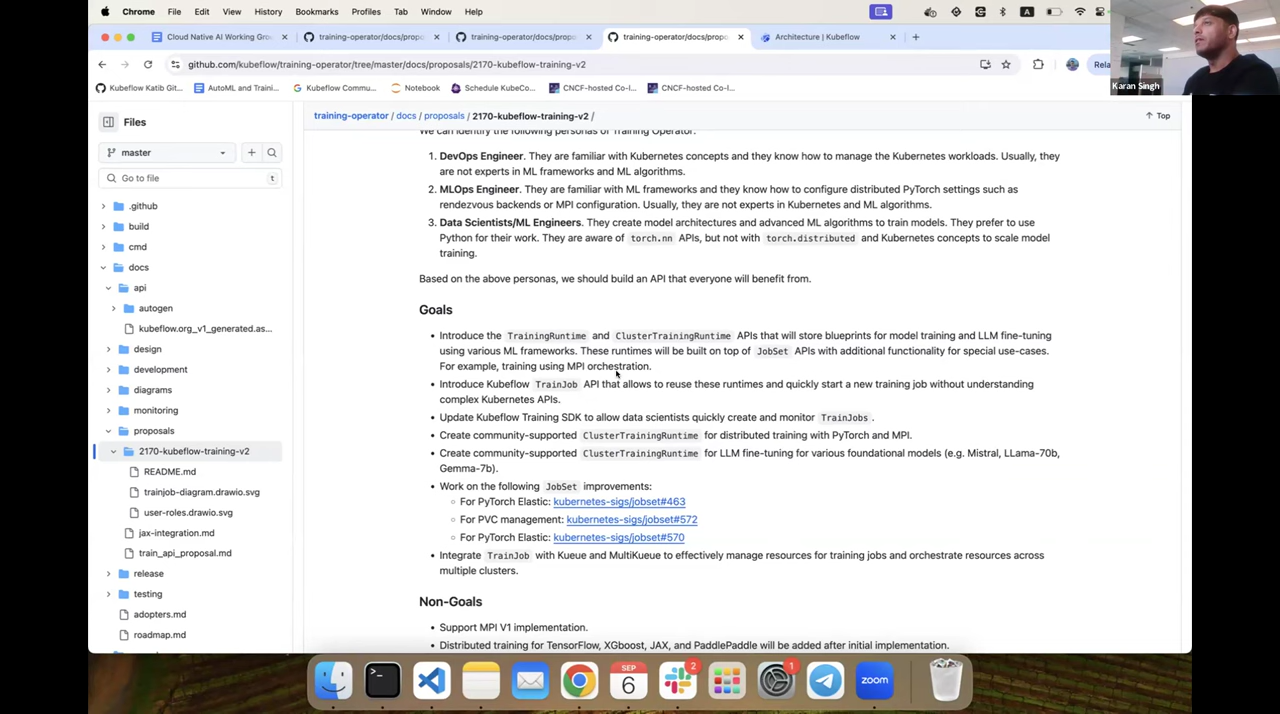 Chrome File Edit View History Bookmarks Profiles Tab Window Help
Cloud Native AI Working Gro
training-operator/docs/propo
training-operator/docs/propo
training-operator/docs/propo
Architecture | Kubeflow
github.com/kubeflow/training-operator/tree/master/docs/proposals/2170-kubeflow-training-v2
Rela
Karan Singh
Kubeflow Katib Git...
AutoML and Traini...
Kubeflow Commu...
Notebook
Schedule KubeCo...
CNCF-hosted Co-l...
CNCF-hosted Co-l...
Files
master
Go to file
t
.github
build
cmd
docs
api
autogen
kubeflow.org_v1_generated.as...
design
development
diagrams
monitoring
proposals
2170-kubeflow-training-v2
README.md
trainjob-diagram.drawio.svg
user-roles.drawio.svg
jax-integration.md
train_api_proposal.md
release
testing
adopters.md
roadmap.md
training-operator / docs / proposals / 2170-kubeflow-training-v2 /
Top
We can identify the following personas of Training Operator:
1. DevOps Engineer. They are familiar with Kubernetes concepts and they know how to manage the Kubernetes workloads. Usually, they
are not experts in ML frameworks and ML algorithms.
2. MLOps Engineer. They are familiar with ML frameworks and they know how to configure distributed PyTorch settings such as
rendezvous backends or MPI configuration. Usually, they are not experts in Kubernetes and ML algorithms.
3. Data Scientists/ML Engineers. They create model architectures and advanced ML algorithms to train models. They prefer to use
Python for their work. They are aware of torch.nn APIs, but not with torch.distributed and Kubernetes concepts to scale model
training.
Based on the above personas, we should build an API that everyone will benefit from.
Goals
• Introduce the TrainingRuntime and ClusterTrainingRuntime APIs that will store blueprints for model training and LLM fine-tuning
using various ML frameworks. These runtimes will be built on top of JobSet APIs with additional functionality for special use-cases.
For example, training using MPI orchestration.
• Introduce Kubeflow TrainJob API that allows to reuse these runtimes and quickly start a new training job without understanding
complex Kubernetes APIs.
• Update Kubeflow Training SDK to allow data scientists quickly create and monitor TrainJobs.
• Create community-supported ClusterTrainingRuntime for distributed training with PyTorch and MPI.
• Create community-supported ClusterTrainingRuntime for LLM fine-tuning for various foundational models (e.g. Mistral, LLama-70b,
Gemma-7b).
• Work on the following JobSet improvements:
For PyTorch Elastic: kubernetes-sigs/jobset#463
For PVC management: kubernetes-sigs/jobset#572
For PyTorch Elastic: kubernetes-sigs/jobset#570
• Integrate TrainJob with Kueue and MultiKueue to effectively manage resources for training jobs and orchestrate resources across
multiple clusters.
Non-Goals
• Support MPI V1 implementation.
• Distributed training for TensorFlow, XGboost, JAX, and PaddlePaddle will be added after initial implementation.
SEP
6
2
1
zoom